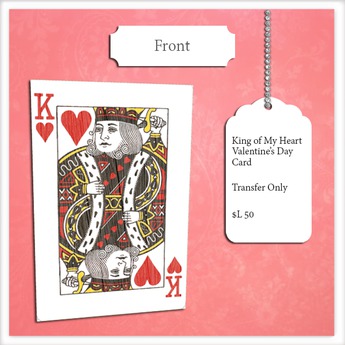 Front
K
King of My Heart
Valentine's Day
Card
Transfer Only
$L 50
K